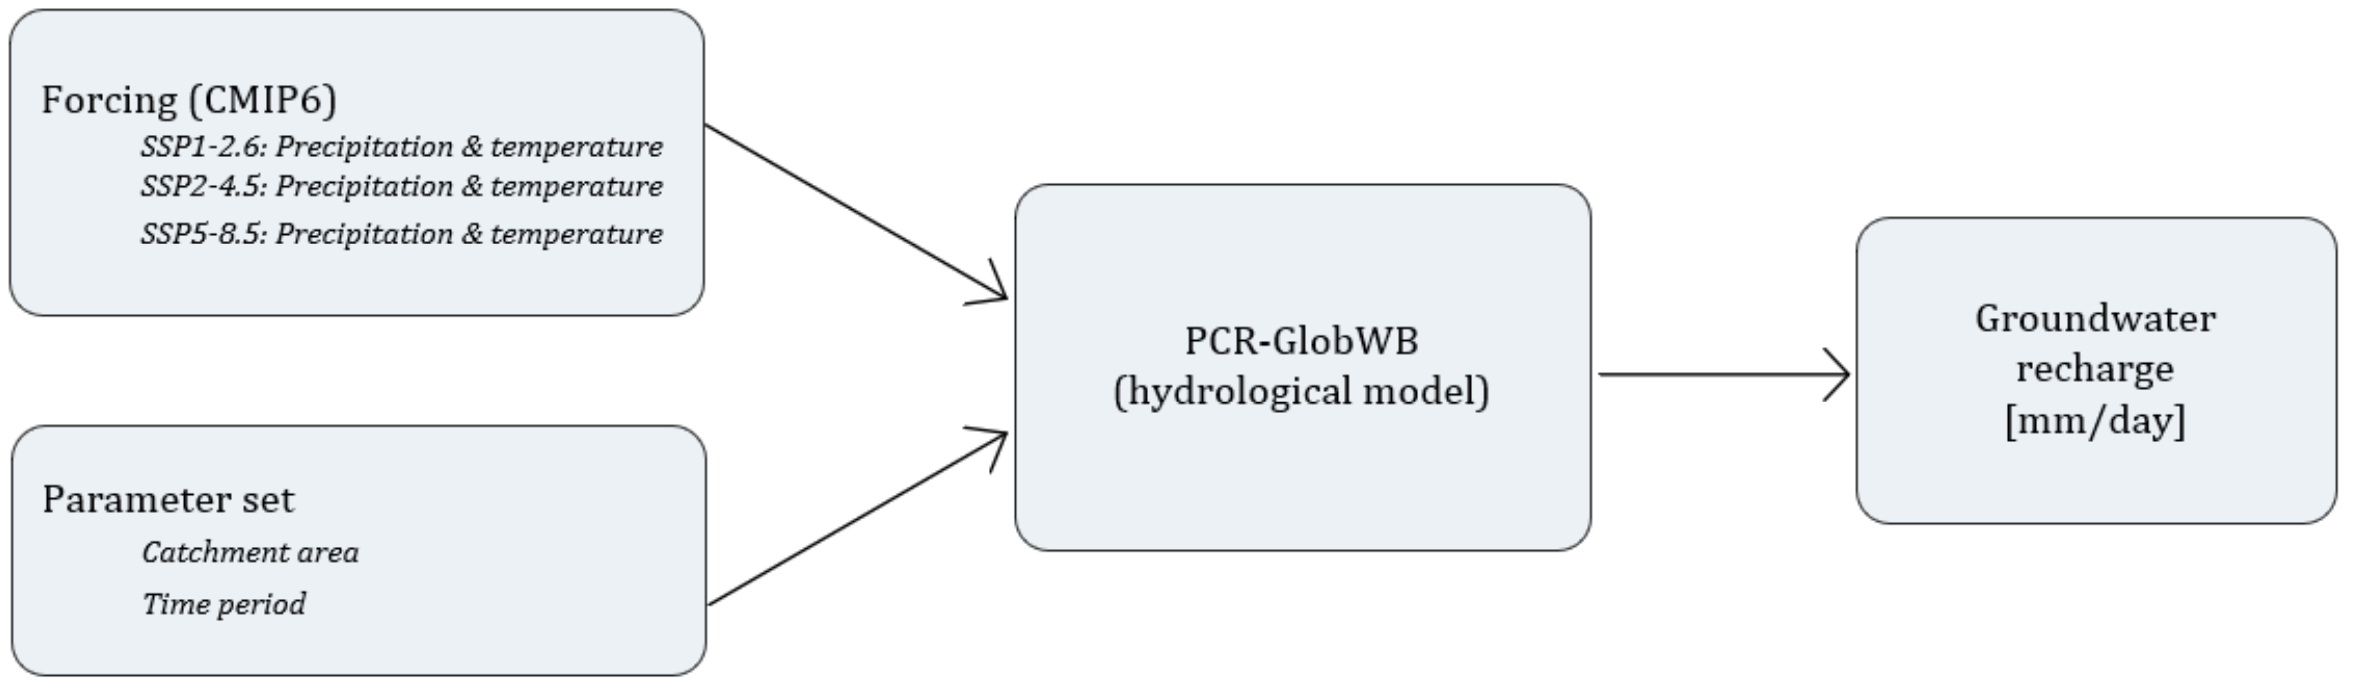 Forcing (CMIP6)
SSP1-2.6: Precipitation & temperature
SSP2-4.5: Precipitation & temperature
SSP5-8.5: Precipitation & temperature
Parameter set
Catchment area
Time period
PCR-GlobWB
(hydrological model)
Groundwater
recharge
[mm/day]